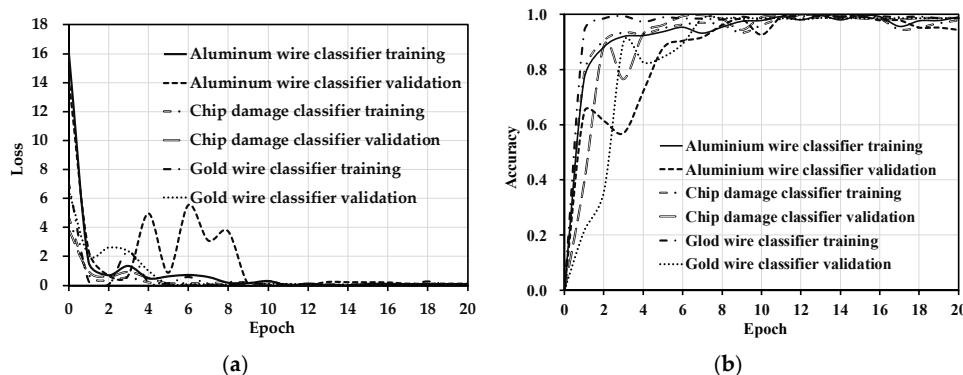 18
16
14
12
10
8
6
4
2
0
Loss
Aluminum wire classifier training
Aluminum wire classifier validation
Chip damage classifier training
Chip damage classifier validation
Gold wire classifier training
Gold wire classifier validation
0 2 4 6 8 10 12 14 16 18 20
Epoch
(a)
1.0
0.8
0.6
0.4
0.2
0.0
Accuracy
Aluminium wire classifier training
Aluminium wire classifier validation
Chip damage classifier training
Chip damage classifier validation
Glod wire classifier training
Gold wire classifier validation
0 2 4 6 8 10 12 14 16 18 20
Epoch
(b)